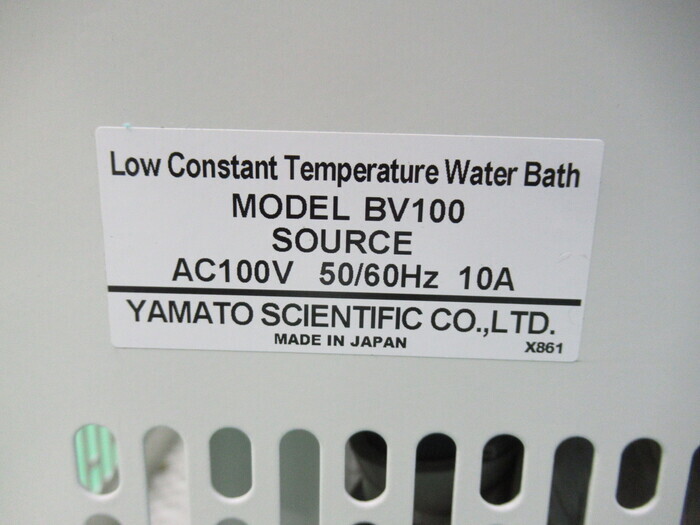 Low Constant Temperature Water Bath
MODEL BV100
SOURCE
AC100V 50/60Hz 10A
YAMATO SCIENTIFIC CO.,LTD.
MADE IN JAPAN
X861